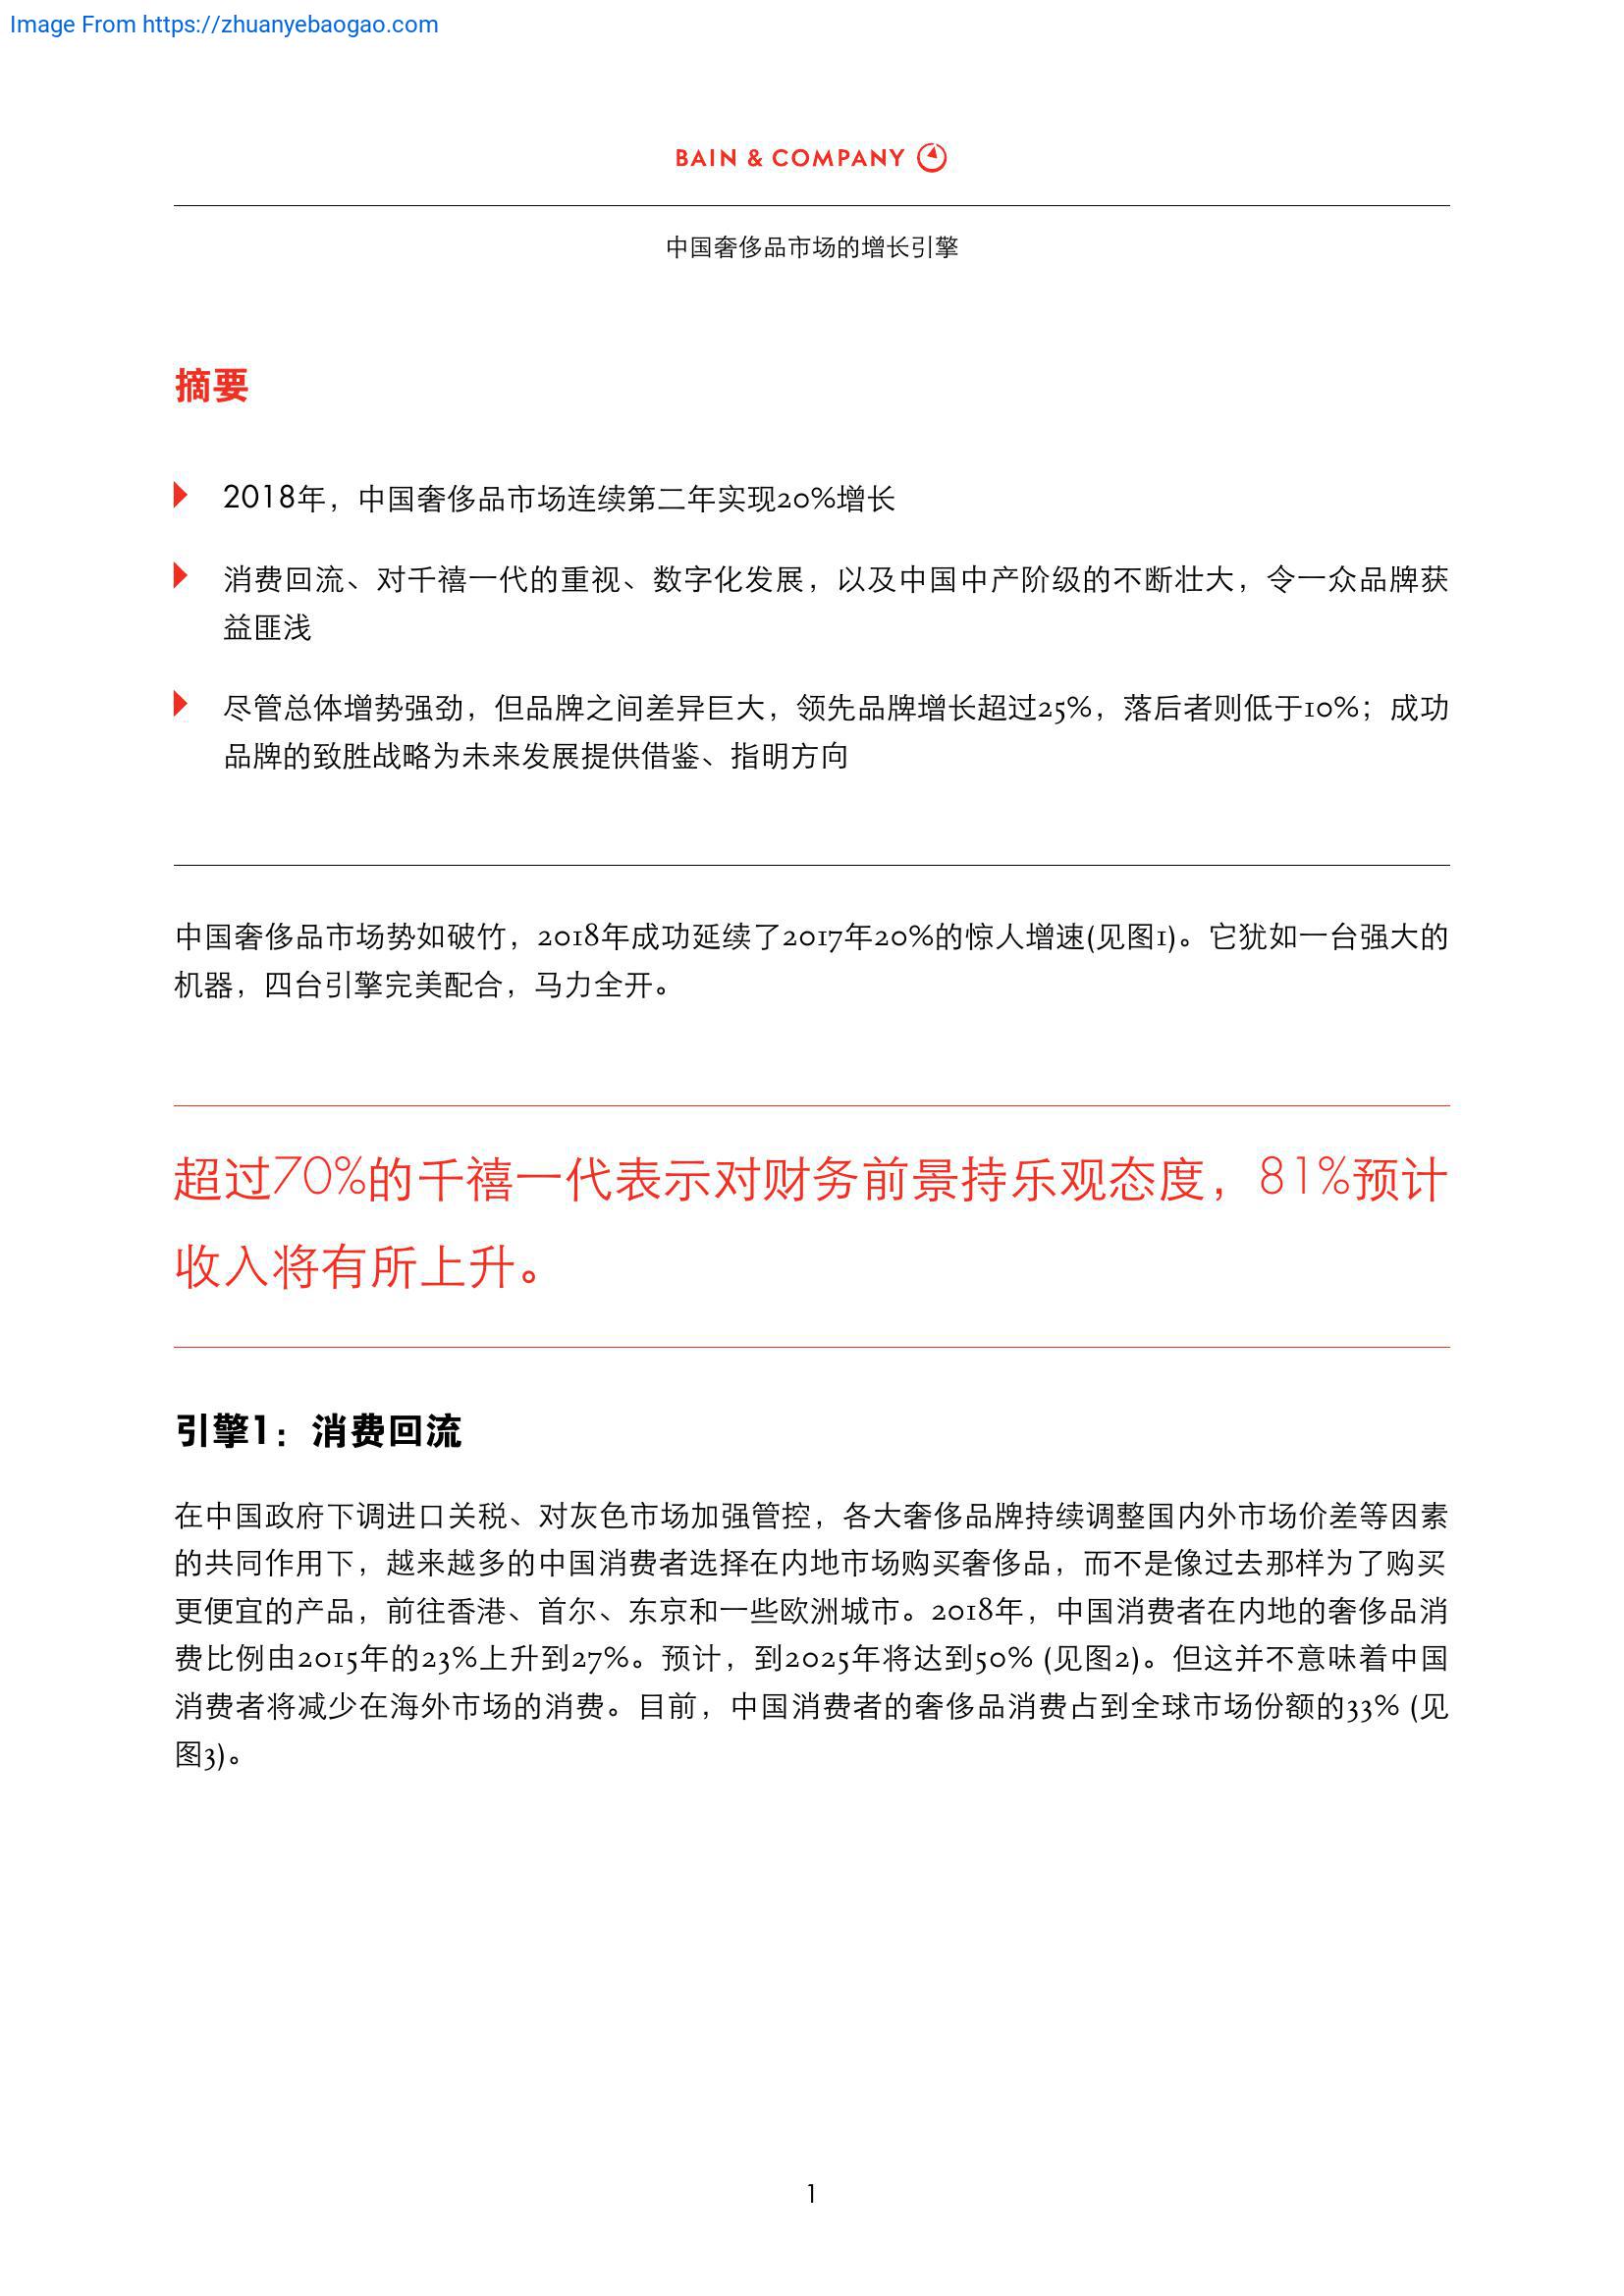 Image From https://zhuanyebaogao.com
BAIN & COMPANY
中国奢侈品市场的增长引擎
摘要
2018年，中国奢侈品市场连续第二年实现20%增长
消费回流、对千禧一代的重视、数字化发展，以及中国中产阶级的不断壮大，令一众品牌获
益匪浅
尽管总体增势强劲，但品牌之间差异巨大，领先品牌增长超过25%，落后者则低于10%；成功
品牌的致胜战略为未来发展提供借鉴、指明方向
中国奢侈品市场势如破竹，2018年成功延续了2017年20%的惊人增速(见图1)。它犹如一台强大的
机器，四台引擎完美配合，马力全开。
超过70%的千禧一代表示对财务前景持乐观态度，81%预计
收入将有所上升。
引擎1：消费回流
在中国政府下调进口关税、对灰色市场加强管控，各大奢侈品牌持续调整国内外市场价差等因素
的共同作用下，越来越多的中国消费者选择在内地市场购买奢侈品，而不是像过去那样为了购买
更便宜的产品，前往香港、首尔、东京和一些欧洲城市。2018年，中国消费者在内地的奢侈品消
费比例由2015年的23%上升到27%。预计，到2025年将达到50% (见图2)。但这并不意味着中国
消费者将减少在海外市场的消费。目前，中国消费者的奢侈品消费占到全球市场份额的33% (见
图3)。
1